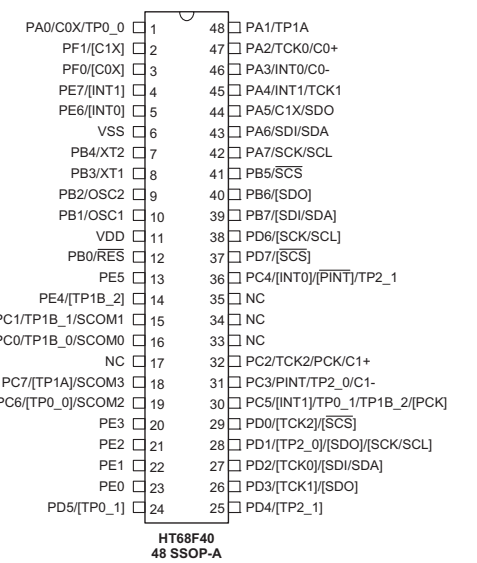 PA0/C0X/TP0_0 1 48 PA1/TP1A
PF1/[C1X] 2 47 PA2/TCK0/C0+
PF0/[C0X] 3 46 PA3/INT0/C0-
PE7/[INT1] 4 45 PA4/INT1/TCK1
PE6/[INT0] 5 44 PA5/C1X/SDO
VSS 6 43 PA6/SDI/SDA
PB4/XT2 7 42 PA7/SCK/SCL
PB3/XT1 8 41 PB5/SCS
PB2/OSC2 9 40 PB6/[SDO]
PB1/OSC1 10 39 PB7/[SDI/SDA]
VDD 11 38 PD6/[SCK/SCL]
PB0/RES 12 37 PD7/[SCS]
PE5 13 36 PC4/[INT0]/[PINT]/TP2_1
PE4/[TP1B_2] 14 35 NC
PC1/TP1B_1/SCOM1 15 34 NC
PC0/TP1B_0/SCOM0 16 33 NC
NC 17 32 PC2/TCK2/PCK/C1+
PC7/[TP1A]/SCOM3 18 31 PC3/PINT/TP2_0/C1-
PC6/[TP0_0]/SCOM2 19 30 PC5/[INT1]/TP0_1/TP1B_2/[PCK]
PE3 20 29 PD0/[TCK2]/[SCS]
PE2 21 28 PD1/[TP2_0]/[SDO]/[SCK/SCL]
PE1 22 27 PD2/[TCK0]/[SDI/SDA]
PE0 23 26 PD3/[TCK1]/[SDO]
PD5/[TP0_1] 24 25 PD4/[TP2_1]
HT68F40
48 SSOP-A